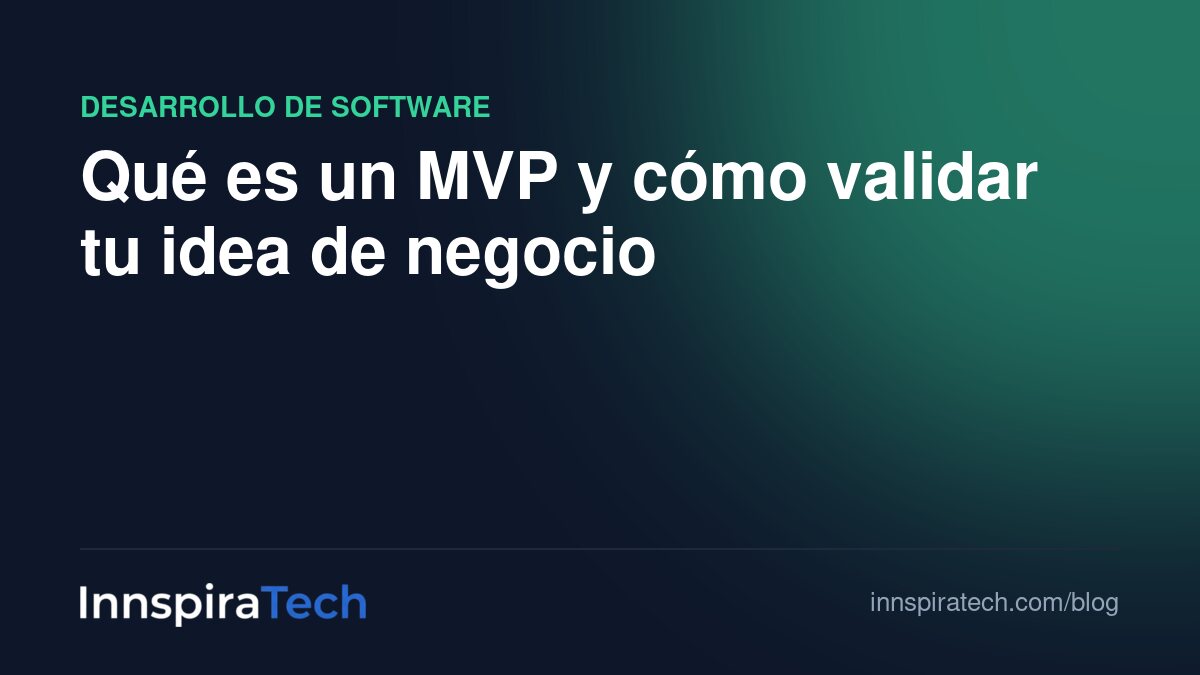 DESARROLLO DE SOFTWARE
Qué es un MVP y cómo validar
tu idea de negocio
InnspiraTech
innspiratech.com/blog